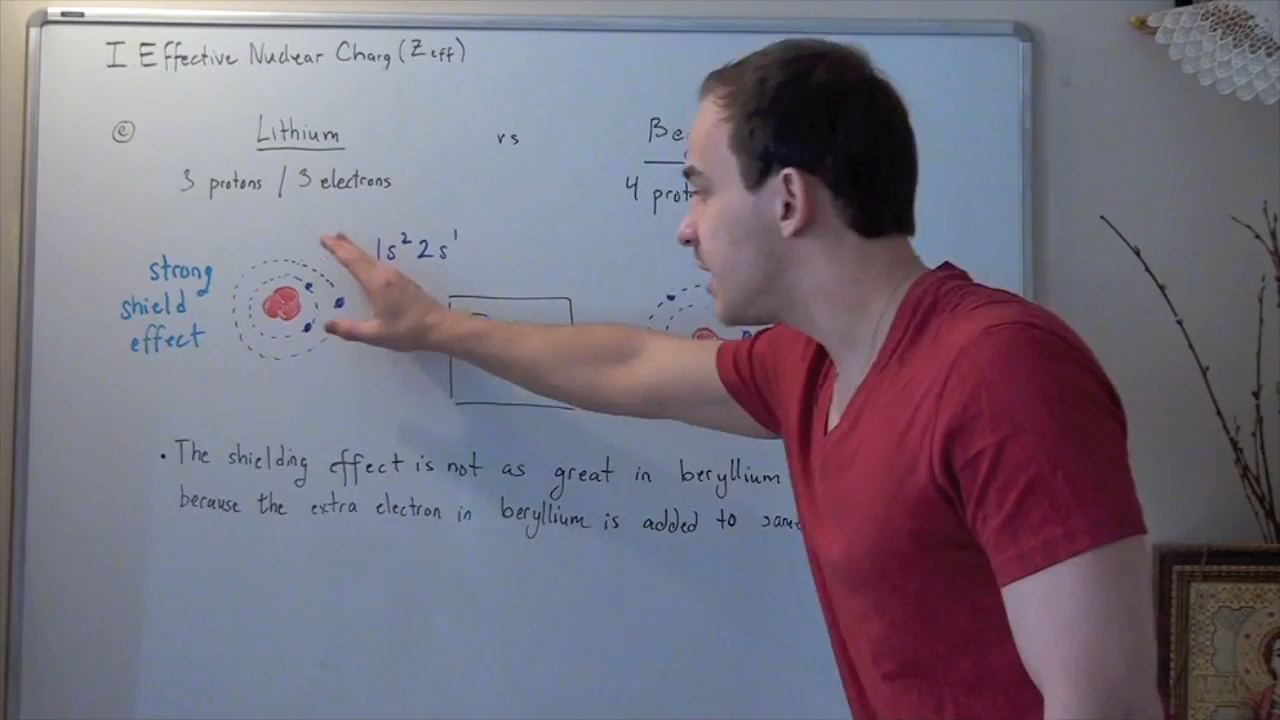 I. Effective Nuclear Charg (Zeff)
e Lithium vs Be
3 protons / 3 electrons 4 prot
1s² 2s¹
strong
shield
effect
• The shielding effect is not as great in beryllium
because the extra electron in beryllium is added to same